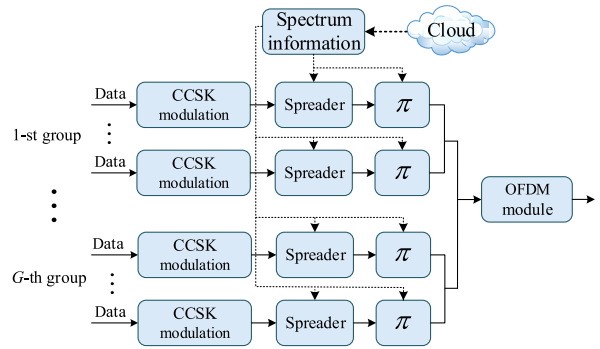 Spectrum
information
Cloud
Data
CCSK
modulation
Spreader
π
1-st group
Data
CCSK
modulation
Spreader
π
OFDM
module
Data
CCSK
modulation
Spreader
π
G-th group
Data
CCSK
modulation
Spreader
π